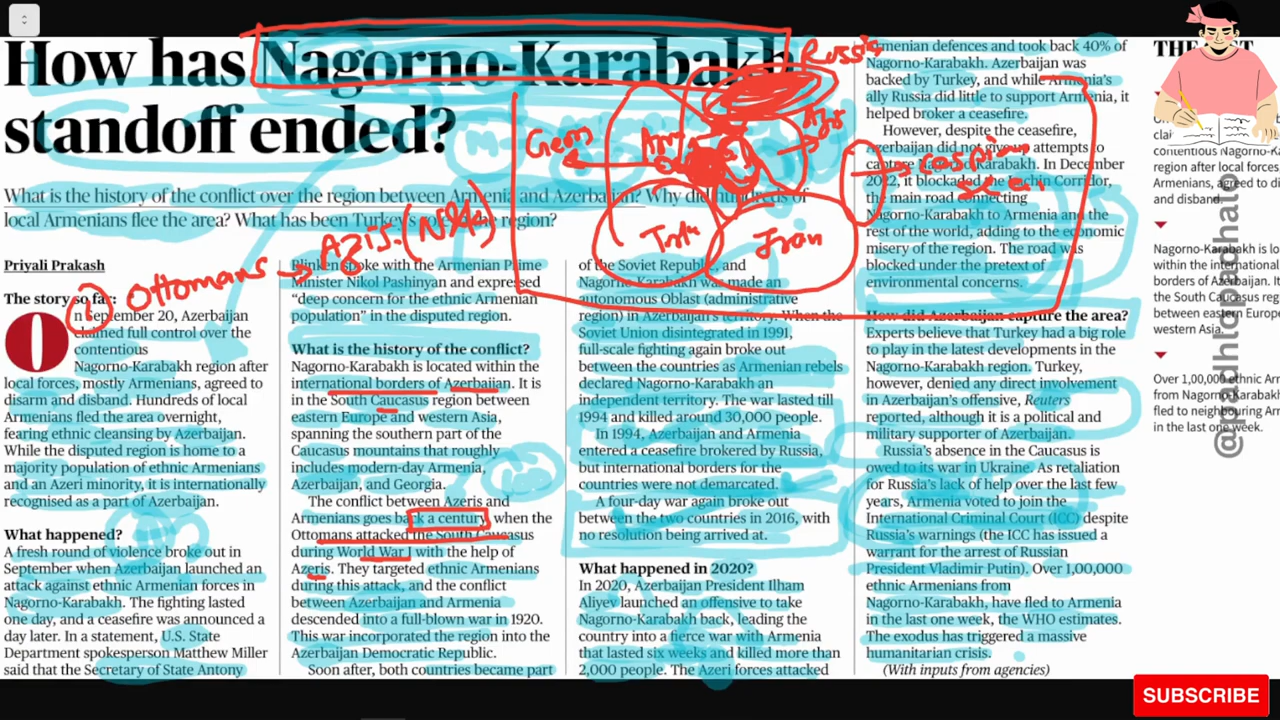 How has Nagorno-Karabakh
standoff ended?
What is the history of the conflict over the region between Armenia and Azerbaijan? Why did hundreds of
local Armenians flee the area? What has been Turkey's in the region?
Priyali Prakash
The story so far:
On September 20, Azerbaijan
claimed full control over the
contentious
Nagorno-Karabakh region after
local forces, mostly Armenians, agreed to
disarm and disband. Hundreds of local
Armenians fled the area overnight,
fearing ethnic cleansing by Azerbaijan.
While the disputed region is home to a
majority population of ethnic Armenians
and an Azeri minority, it is internationally
recognised as a part of Azerbaijan.
What happened?
A fresh round of violence broke out in
September when Azerbaijan launched an
attack against ethnic Armenian forces in
Nagorno-Karabakh. The fighting lasted
one day, and a ceasefire was announced a
day later. In a statement, U.S. State
Department spokesperson Matthew Miller
said that the Secretary of State Antony
Blinken spoke with the Armenian Prime
Minister Nikol Pashinyan and expressed
“deep concern for the ethnic Armenian
population” in the disputed region.
What is the history of the conflict?
Nagorno-Karabakh is located within the
international borders of Azerbaijan. It is
in the South Caucasus region between
eastern Europe and western Asia,
spanning the southern part of the
Caucasus mountains that roughly
includes modern-day Armenia,
Azerbaijan, and Georgia.
The conflict between Azeris and
Armenians goes back a century, when the
Ottomans attacked the South Caucasus
during World War I with the help of
Azeris. They targeted ethnic Armenians
during this attack, and the conflict
between Azerbaijan and Armenia
descended into a full-blown war in 1920.
This war incorporated the region into the
Azerbaijan Democratic Republic.
Soon after, both countries became part
of the Soviet Republic, and
Nagorno-Karabakh was made an
autonomous Oblast (administrative
region) in Azerbaijan's territory. When the
Soviet Union disintegrated in 1991,
full-scale fighting again broke out
between the countries as Armenian rebels
declared Nagorno-Karabakh an
independent territory. The war lasted till
1994 and killed around 30,000 people.
In 1994, Azerbaijan and Armenia
entered a ceasefire brokered by Russia,
but international borders for the
countries were not demarcated.
A four-day war again broke out
between the two countries in 2016, with
no resolution being arrived at.
What happened in 2020?
In 2020, Azerbaijan President Ilham
Aliyev launched an offensive to take
Nagorno-Karabakh back, leading the
country into a fierce war with Armenia
that lasted six weeks and killed more than
2,000 people. The Azeri forces attacked
Armenian defences and took back 40% of
Nagorno-Karabakh. Azerbaijan was
backed by Turkey, and while Armenia's
ally Russia did little to support Armenia, it
helped broker a ceasefire.
However, despite the ceasefire,
Azerbaijan did not give up attempts to
capture Nagorno-Karabakh. In December
2022, it blockaded the Lachin Corridor,
the main road connecting
Nagorno-Karabakh to Armenia and the
rest of the world, adding to the economic
misery of the region. The road was
blocked under the pretext of
environmental concerns.
How did Azerbaijan capture the area?
Experts believe that Turkey had a big role
to play in the latest developments in the
Nagorno-Karabakh region. Turkey,
however, denied any direct involvement
in Azerbaijan's offensive, Reuters
reported, although it is a political and
military supporter of Azerbaijan.
Russia's absence in the Caucasus is
owed to its war in Ukraine. As retaliation
for Russia's lack of help over the last few
years, Armenia voted to join the
International Criminal Court (ICC) despite
Russia's warnings (the ICC has issued a
warrant for the arrest of Russian
President Vladimir Putin). Over 1,00,000
ethnic Armenians from
Nagorno-Karabakh, have fled to Armenia
in the last one week, the WHO estimates.
The exodus has triggered a massive
humanitarian crisis.
(With inputs from agencies)
THE
contentious Nagorno-Kara
region after local forces,
Armenians, agreed to di
and disband.
Nagorno-Karabakh is lo
within the international
borders of Azerbaijan. It
the South Caucasus reg
between eastern Europe
western Asia.
Over 1,00,000 ethnic Arm
from Nagorno-Karabakh
fled to neighbouring Arm
in the last one week.
Russia
Iran
Ottomans
@padhtopadhato
SUBSCRIBE